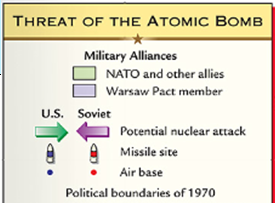 THREAT OF THE ATOMIC BOMB
Military Alliances
NATO and other allies
Warsaw Pact member
U.S. Soviet
Potential nuclear attack
Missile site
Air base
Political boundaries of 1970